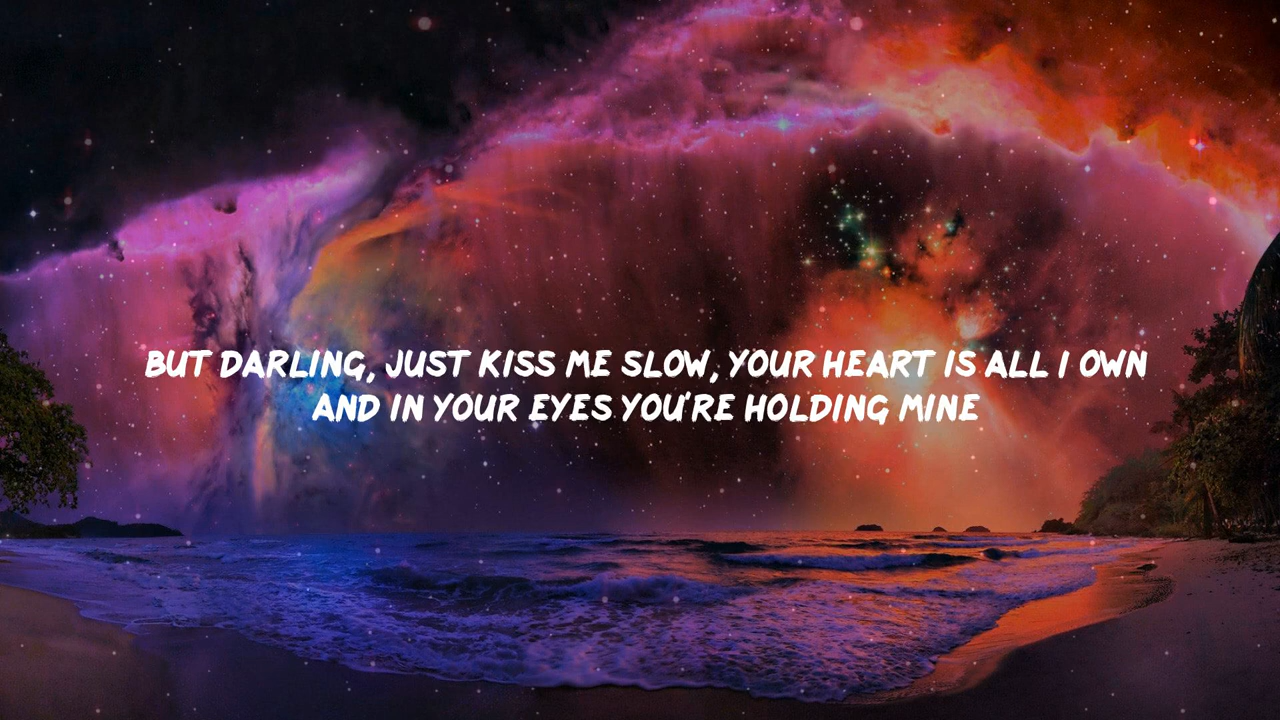 BUT DARLING, JUST KISS ME SLOW, YOUR HEART IS ALL I OWN
AND IN YOUR EYES YOU'RE HOLDING MINE